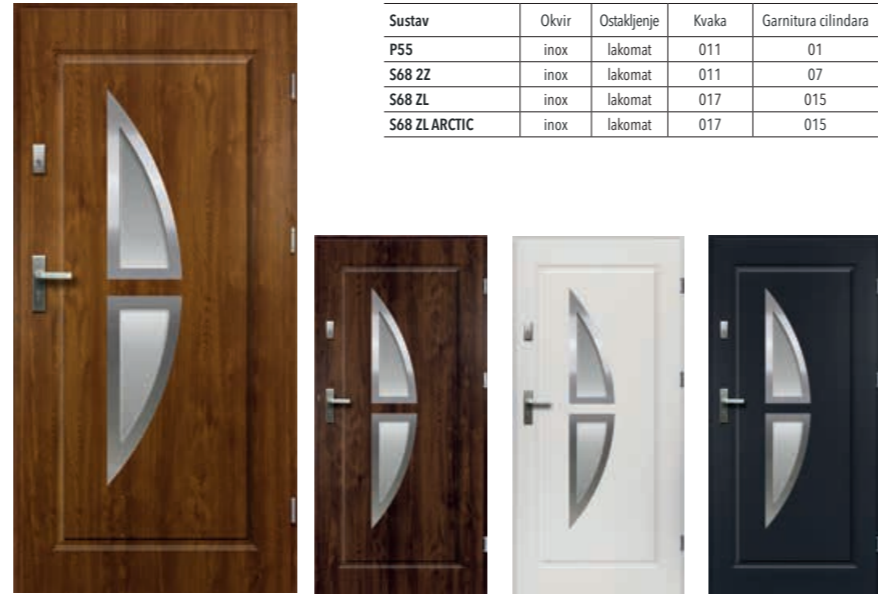 Sustav Okvir Ostakljenje Kvaka Garnitura cilindara
P55 inox lakomat 011 01
S68 2Z inox lakomat 011 07
S68 ZL inox lakomat 017 015
S68 ZL ARCTIC inox lakomat 017 015